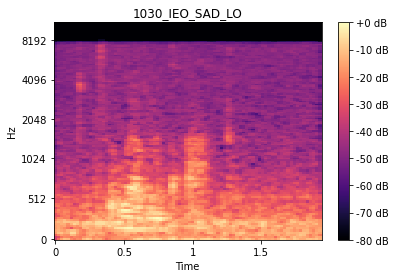 1030_IEO_SAD_LO
8192
4096
2048
1024
512
0
Hz
0
0.5
1
1.5
Time
+0 dB
-10 dB
-20 dB
-30 dB
-40 dB
-50 dB
-60 dB
-70 dB
-80 dB